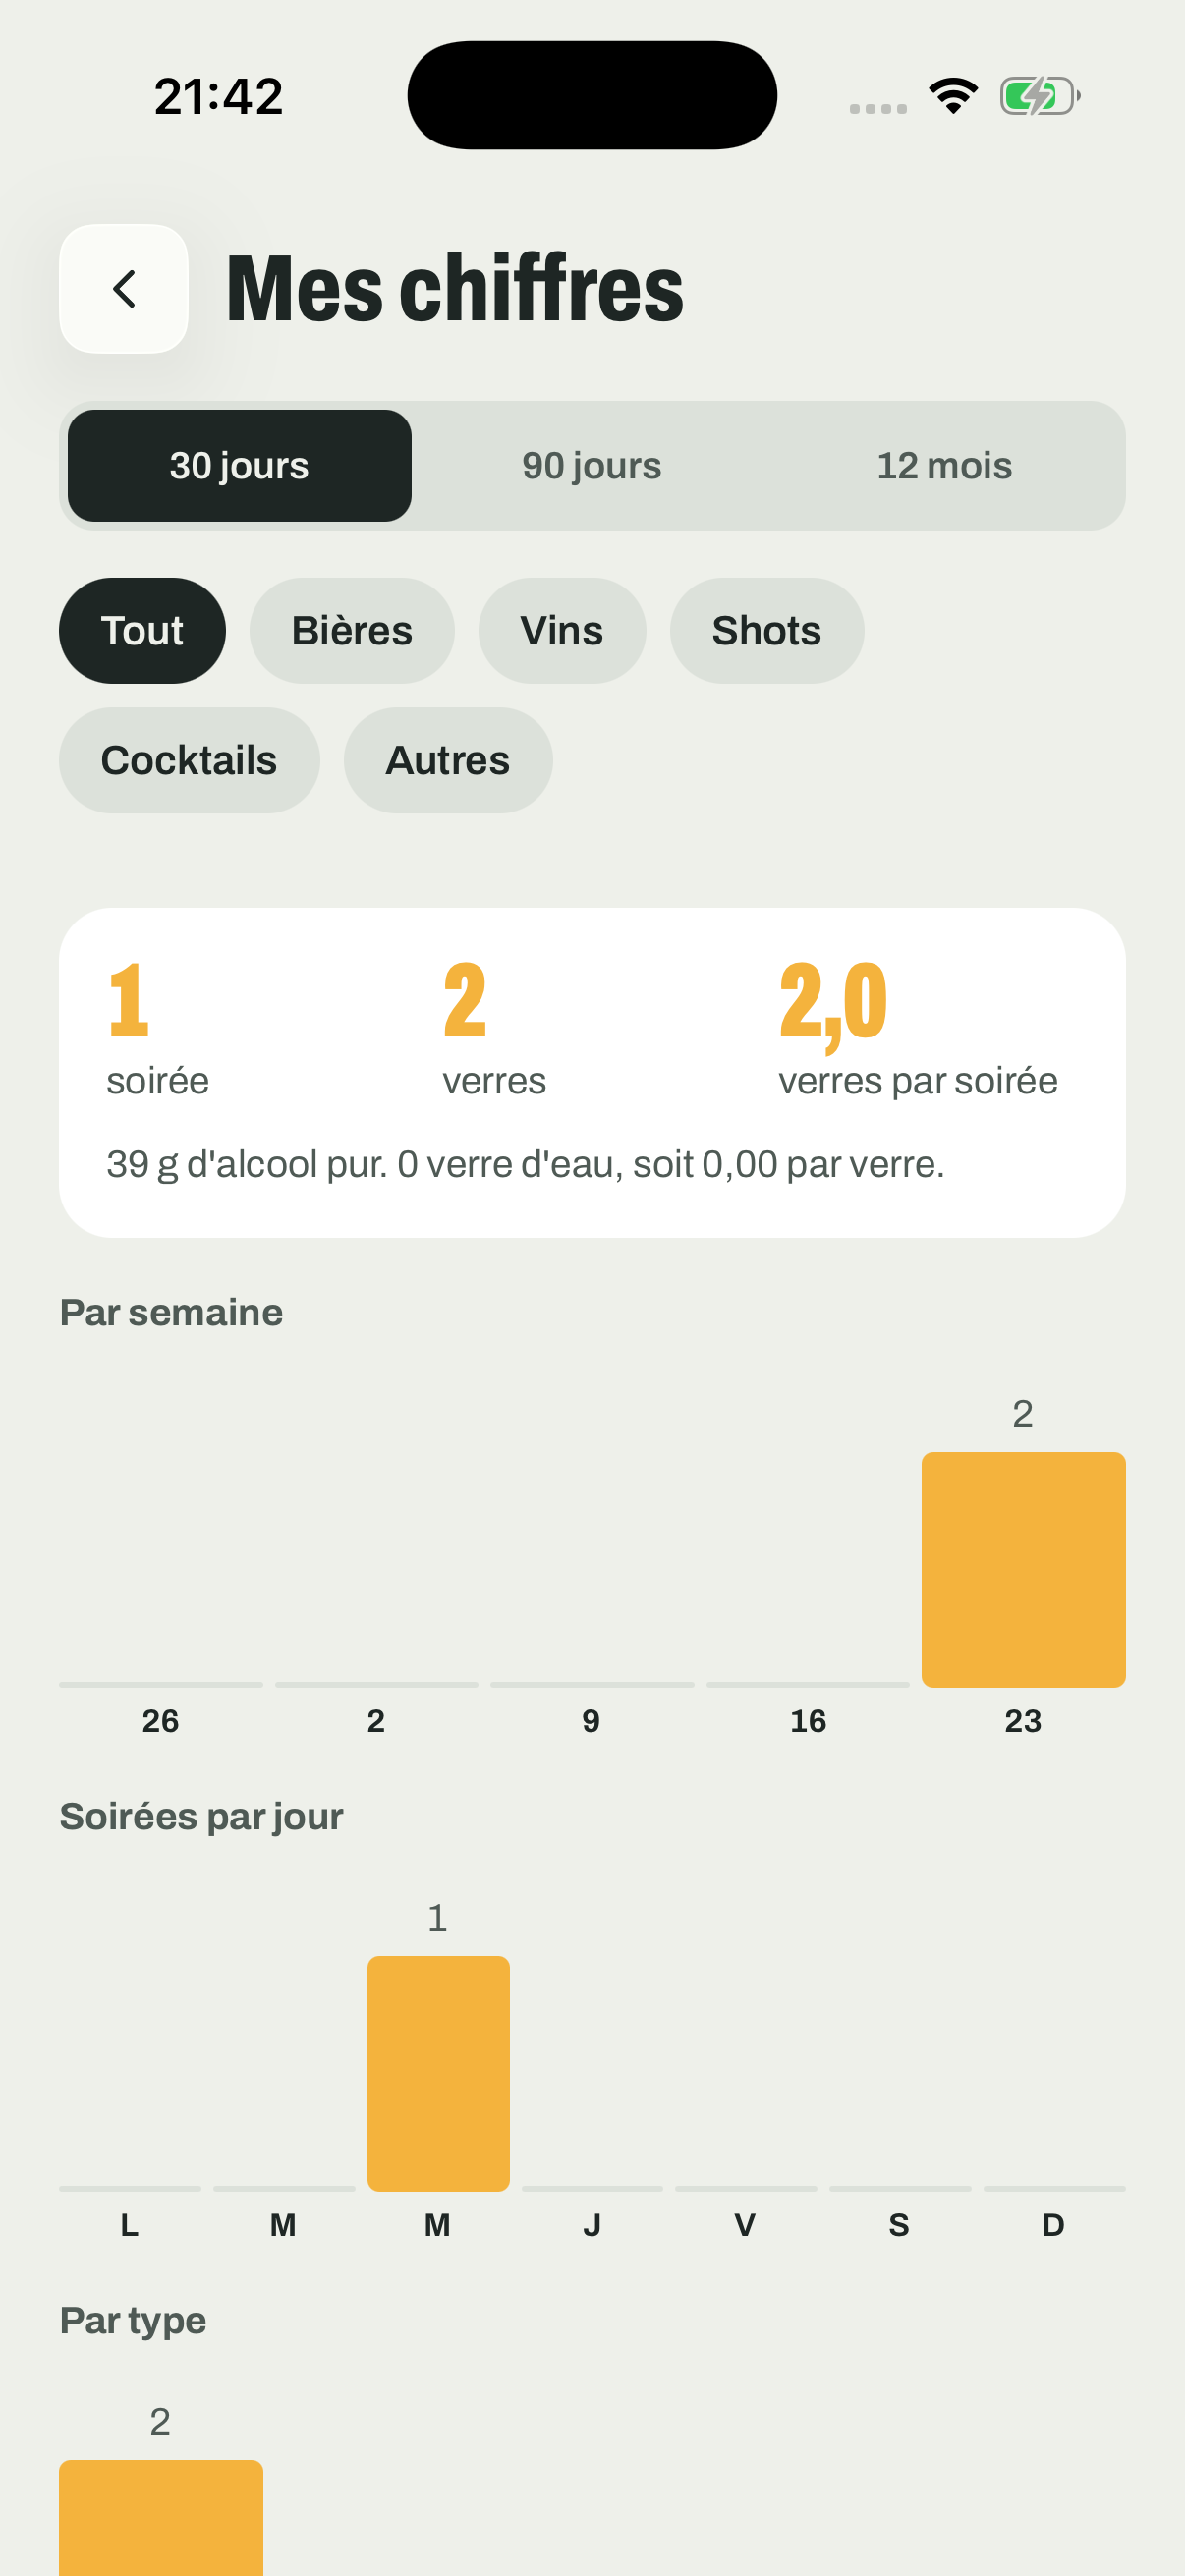 21:42
Mes chiffres
30 jours 90 jours 12 mois
Tout Bières Vins Shots
Cocktails Autres
1 2 2,0
soirée verres verres par soirée
39 g d'alcool pur. 0 verre d'eau, soit 0,00 par verre.
Par semaine
2
26 2 9 16 23
Soirées par jour
1
L M M J V S D
Par type
2